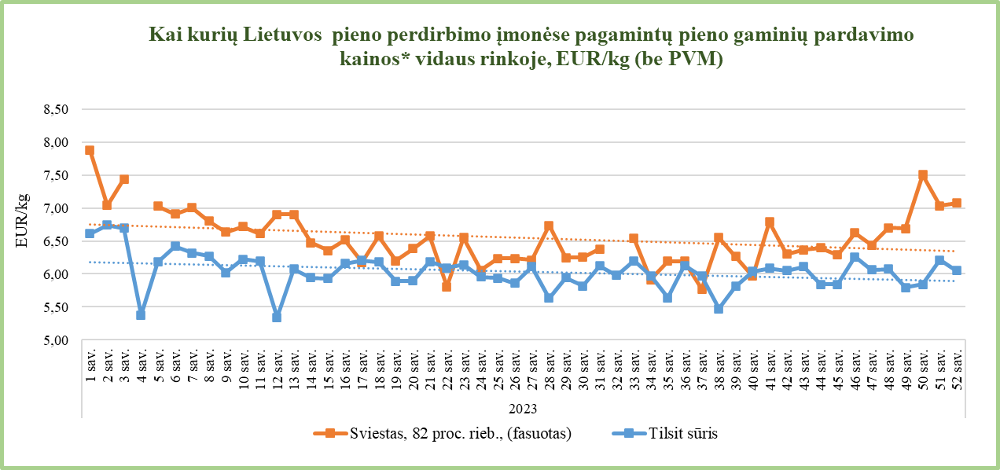 Kai kurių Lietuvos  pieno perdirbimo įmonėse pagamintų pieno gaminių pardavimo
kainos* vidaus rinkoje, EUR/kg (be PVM)
EUR/kg
8,50
8,00
7,50
7,00
6,50
6,00
5,50
5,00
1 sav.
2 sav.
3 sav.
4 sav.
5 sav.
6 sav.
7 sav.
8 sav.
9 sav.
10 sav.
11 sav.
12 sav.
13 sav.
14 sav.
15 sav.
16 sav.
17 sav.
18 sav.
19 sav.
20 sav.
21 sav.
22 sav.
23 sav.
24 sav.
25 sav.
26 sav.
27 sav.
28 sav.
29 sav.
30 sav.
31 sav.
32 sav.
33 sav.
34 sav.
35 sav.
36 sav.
37 sav.
38 sav.
39 sav.
40 sav.
41 sav.
42 sav.
43 sav.
44 sav.
45 sav.
46 sav.
47 sav.
48 sav.
49 sav.
50 sav.
51 sav.
52 sav.
2023
Sviestas, 82 proc. rieb., (fasuotas)
Tilsit sūris